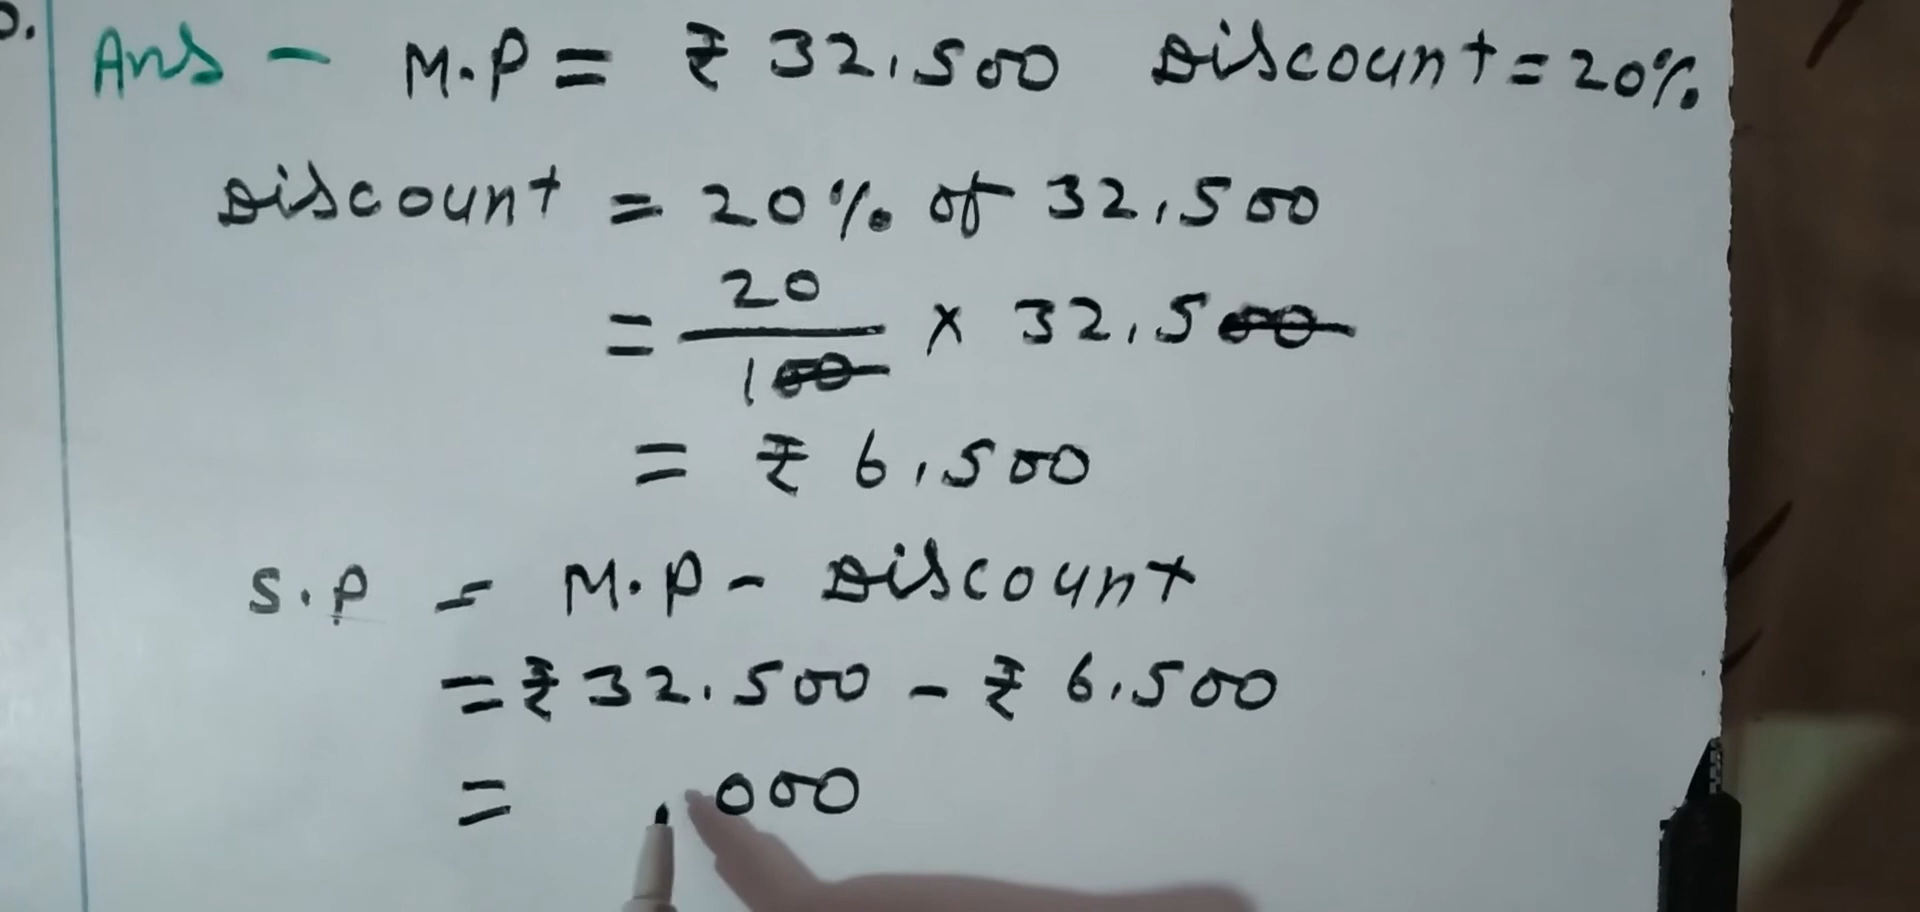 Ans - M.P = ₹ 32,500 Discount = 20%
Discount = 20% of 32,500
= 20/100 × 32,500
= ₹ 6,500
S.P = M.P - Discount
= ₹ 32,500 - ₹ 6,500
= 000